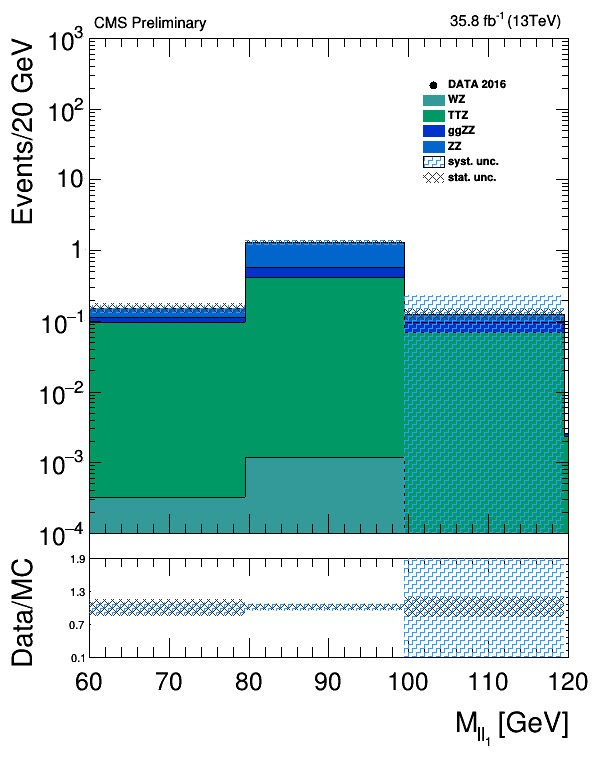 CMS Preliminary 35.8 fb⁻¹ (13TeV)
Events/20 GeV
10³
10²
10
1
10⁻¹
10⁻²
10⁻³
10⁻⁴
DATA 2016
WZ
TTZ
ggZZ
ZZ
syst. unc.
stat. unc.
Data/MC
1.9
1.3
0.7
0.1
60 70 80 90 100 110 120
M_ll₁ [GeV]